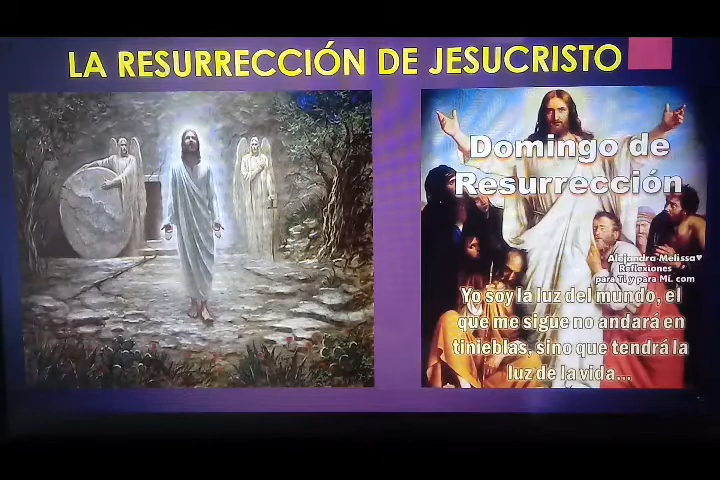 LA RESURRECCIÓN DE JESUCRISTO
Domingo de
Resurrección
Alejandra Melissa♥
Reflexiones
para Ti y para Mí. com
Yo soy la luz del mundo, el
que me sigue no andará en
tinieblas, sino que tendrá la
luz de la vida...